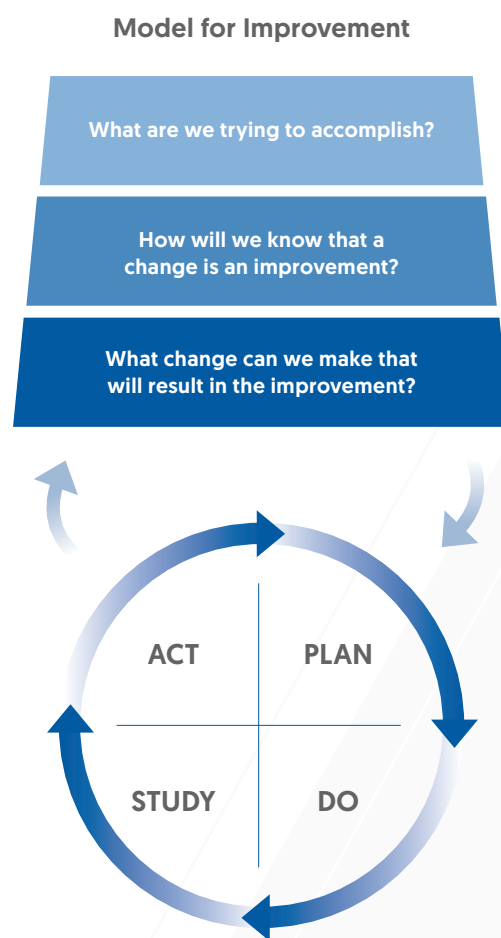 Model for Improvement
What are we trying to accomplish?
How will we know that a
change is an improvement?
What change can we make that
will result in the improvement?
ACT
PLAN
STUDY
DO